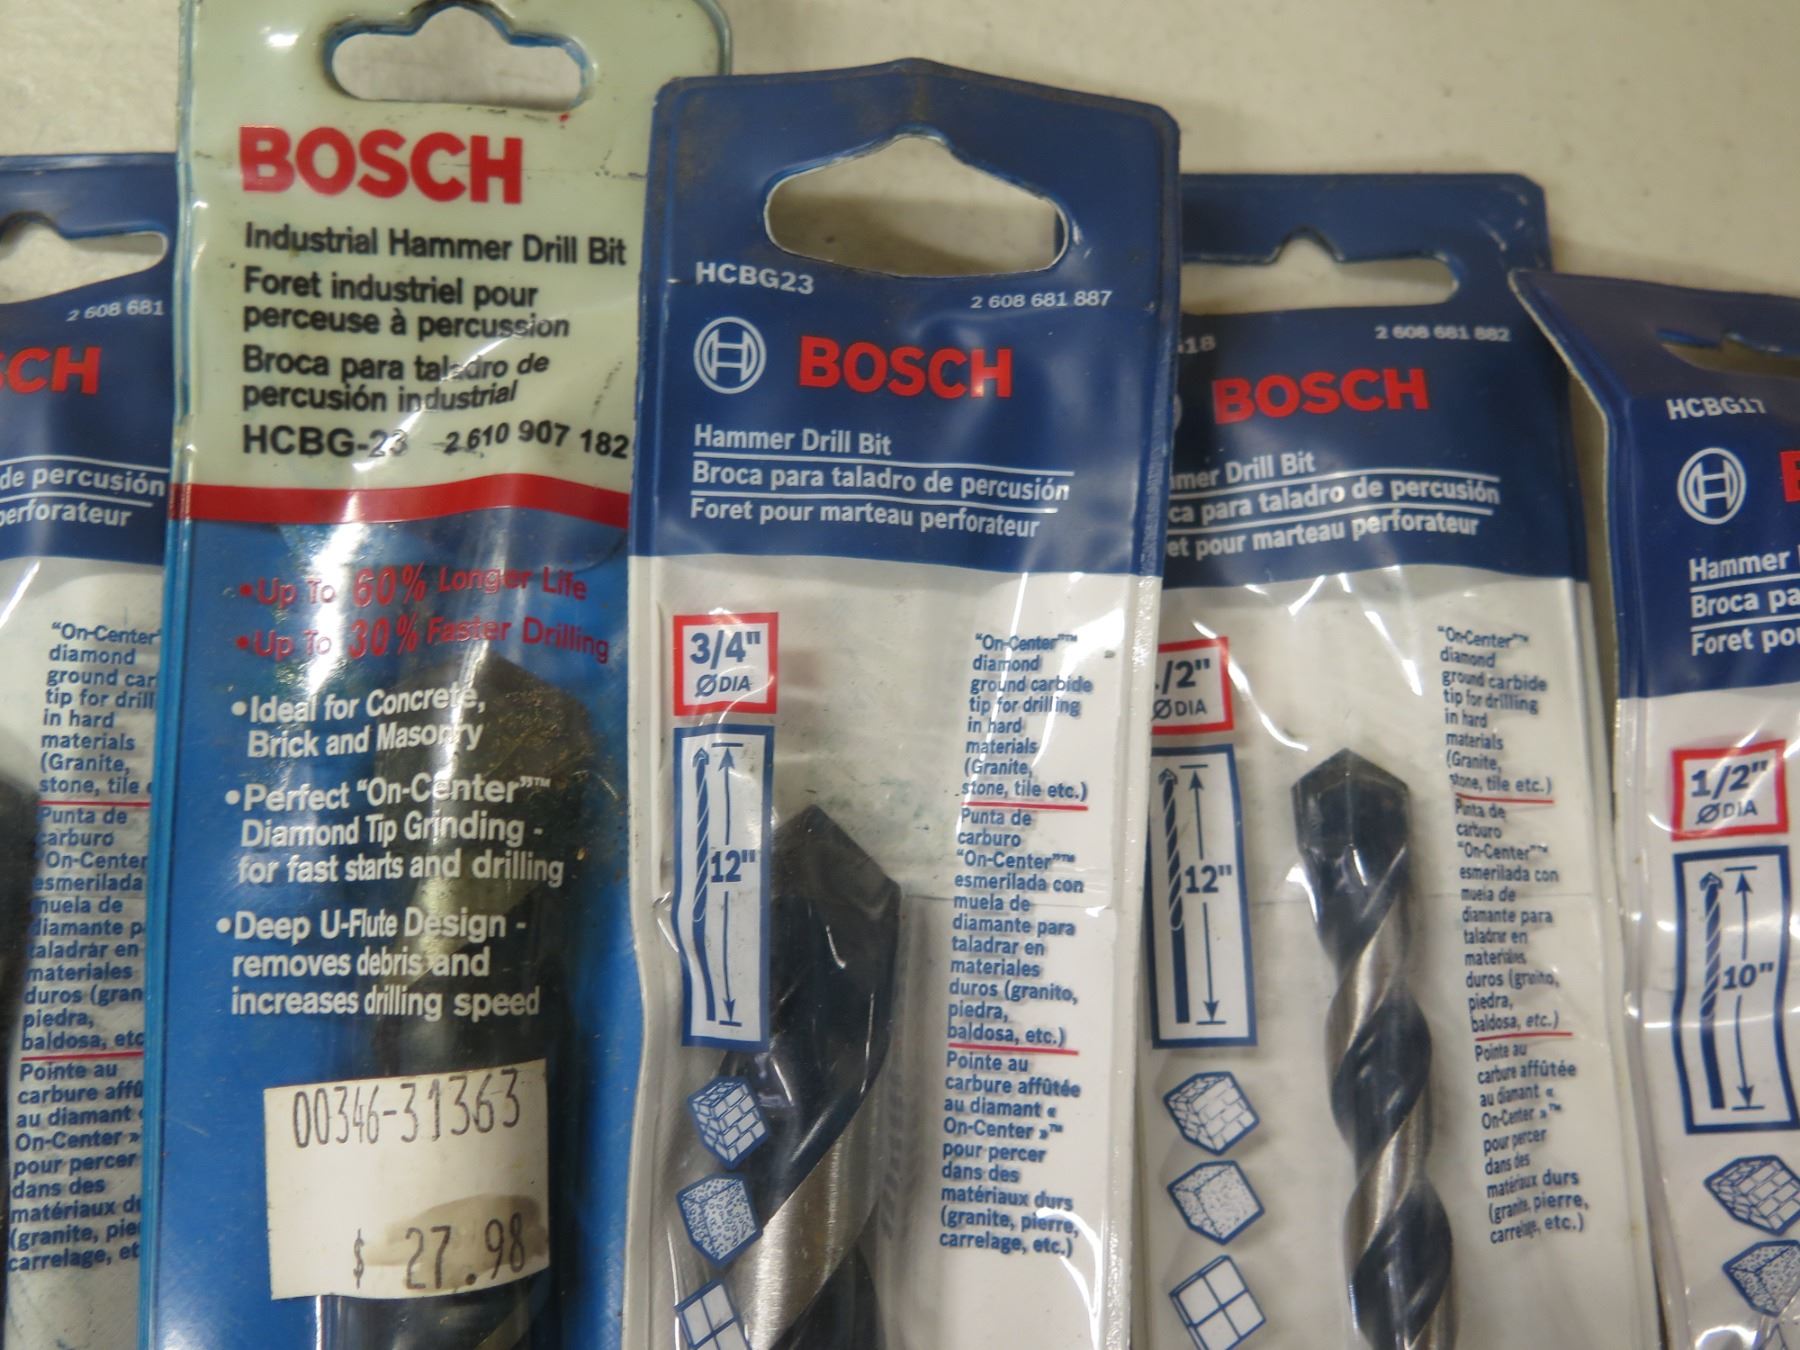 2 608 681
de percusión
perforateur
"On-Center
diamond
ground car
tip for drill
in hard
materials
(Granite,
stone, tile
Punta de
carburo
"On-Center
esmerilada
muela de
diamante p
taladrar en
materiales
duros (gran
piedra,
baldosa, etc
Pointe au
carbure affû
au diamant «
On-Center »
pour percer
dans des
matériaux du
(granite, pie
carrelage, et
BOSCH
Industrial Hammer Drill Bit
Foret industriel pour
perceuse à percussion
Broca para taladro de
percusión industrial
HCBG-23 2 610 907 182
•Up To 60% Longer Life
•Up To 30% Faster Drilling
•Ideal for Concrete,
Brick and Masonry
•Perfect "On-Center"™
Diamond Tip Grinding -
for fast starts and drilling
•Deep U-Flute Design -
removes debris and
increases drilling speed
00346-31363
$ 27.98
HCBG23
2 608 681 887
BOSCH
Hammer Drill Bit
Broca para taladro de percusión
Foret pour marteau perforateur
3/4"
ØDIA
12"
"On-Center"™
diamond
ground carbide
tip for drilling
in hard
materials
(Granite,
stone, tile etc.)
Punta de
carburo
"On-Center"™
esmerilada con
muela de
diamante para
taladrar en
materiales
duros (granito,
piedra,
baldosa, etc.)
Pointe au
carbure affûtée
au diamant «
On-Center »™
pour percer
dans des
matériaux durs
(granite, pierre,
carrelage, etc.)
18
2 608 681 882
BOSCH
mer Drill Bit
ca para taladro de percusión
et pour marteau perforateur
/2"
ØDIA
12"
"On-Center"™
diamond
ground carbide
tip for drilling
in hard
materials
(Granite,
stone, tile etc.)
Punta de
carburo
"On-Center"™
esmerilada con
muela de
diamante para
taladrar en
materiales
duros (granito,
piedra,
baldosa, etc.)
Pointe au
carbure affûtée
au diamant «
On-Center »™
pour percer
dans des
matériaux durs
(granite, pierre,
carrelage, etc.)
HCBG17
Hammer
Broca pa
Foret pou
1/2"
ØDIA
10"